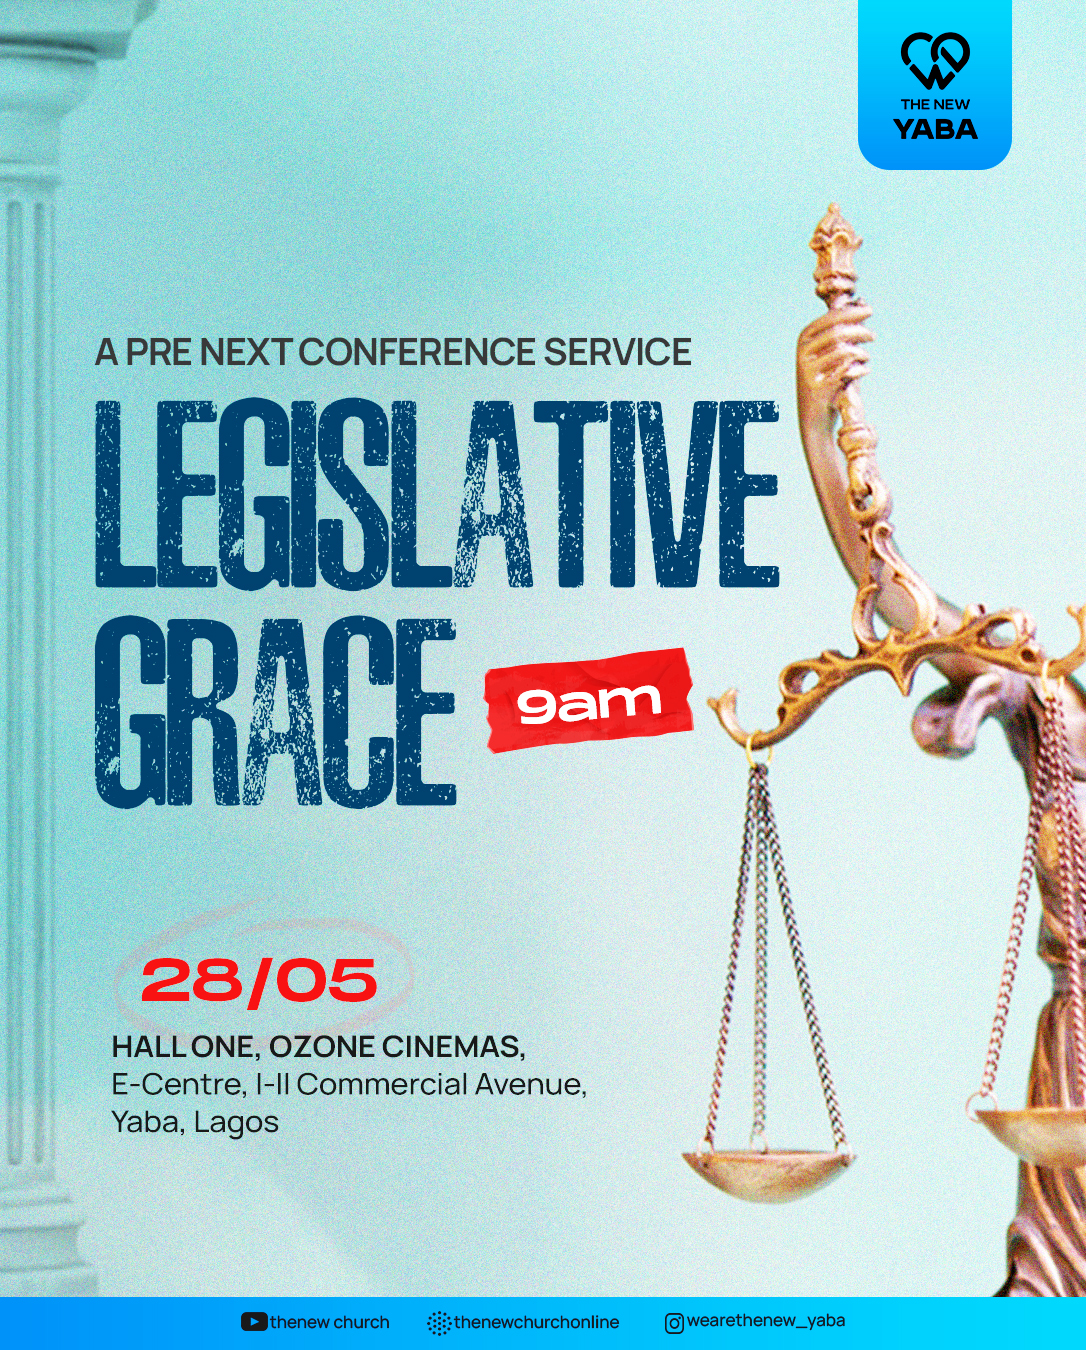 THE NEW
YABA
A PRE NEXT CONFERENCE SERVICE
LEGISLATIVE
GRACE
9am
28/05
HALL ONE, OZONE CINEMAS,
E-Centre, I-II Commercial Avenue,
Yaba, Lagos
thenew church
thenewchurchonline
wearethenew_yaba